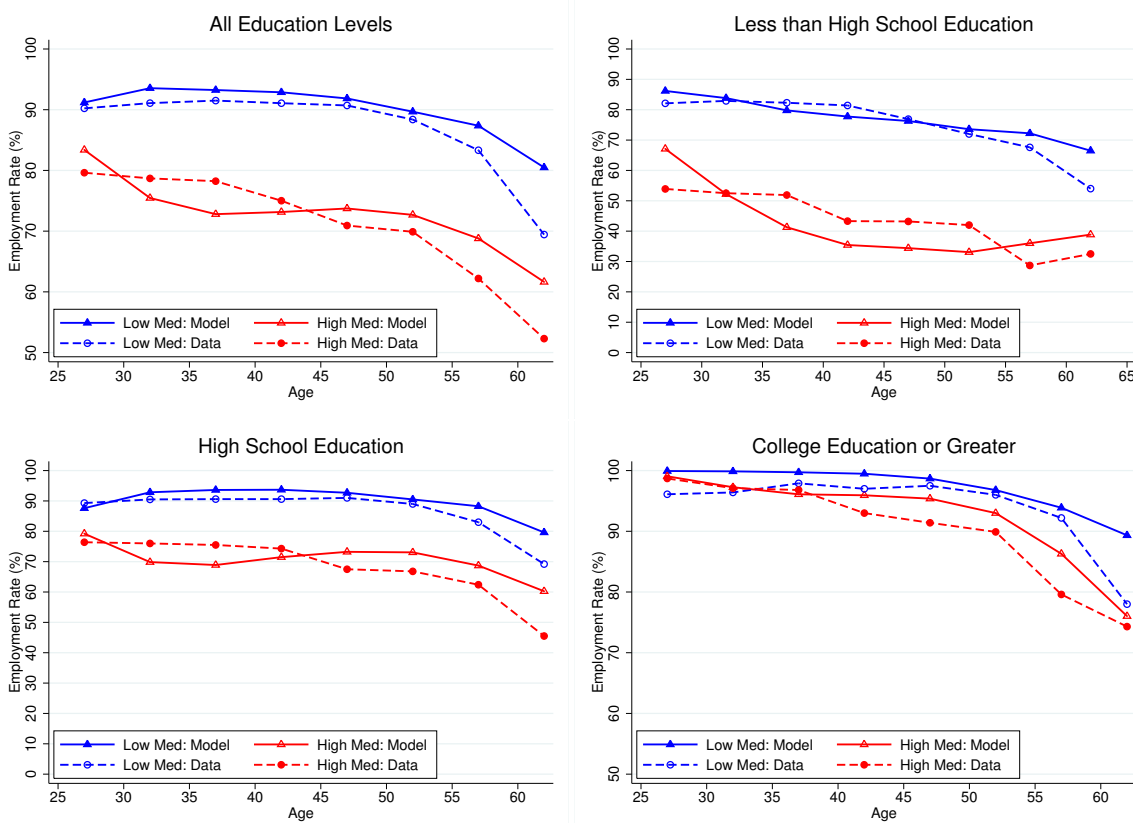 All Education Levels
Employment Rate (%)
100
90
80
70
60
50
Low Med: Model High Med: Model
Low Med: Data High Med: Data
25 30 35 40 45 50 55 60
Age
Less than High School Education
Employment Rate (%)
100
90
80
70
60
50
40
30
20
10
0
Low Med: Model High Med: Model
Low Med: Data High Med: Data
25 30 35 40 45 50 55 60 65
Age
High School Education
Employment Rate (%)
100
90
80
70
60
50
40
30
20
10
0
Low Med: Model High Med: Model
Low Med: Data High Med: Data
25 30 35 40 45 50 55 60
Age
College Education or Greater
Employment Rate (%)
100
90
80
70
60
50
Low Med: Model High Med: Model
Low Med: Data High Med: Data
25 30 35 40 45 50 55 60
Age